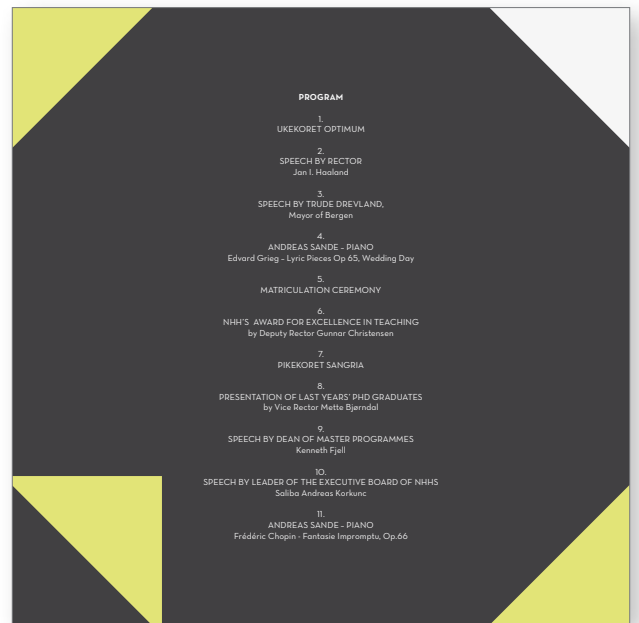 PROGRAM
1.
UKEKORET OPTIMUM
2.
SPEECH BY RECTOR
Jan I. Haaland
3.
SPEECH BY TRUDE DREVLAND,
Mayor of Bergen
4.
ANDREAS SANDE – PIANO
Edvard Grieg – Lyric Pieces Op 65, Wedding Day
5.
MATRICULATION CEREMONY
6.
NHH'S AWARD FOR EXCELLENCE IN TEACHING
by Deputy Rector Gunnar Christensen
7.
PIKEKORET SANGRIA
8.
PRESENTATION OF LAST YEARS' PHD GRADUATES
by Vice Rector Mette Bjørndal
9.
SPEECH BY DEAN OF MASTER PROGRAMMES
Kenneth Fjell
10.
SPEECH BY LEADER OF THE EXECUTIVE BOARD OF NHHS
Saliba Andreas Korkunc
11.
ANDREAS SANDE – PIANO
Frédéric Chopin - Fantasie Impromptu, Op.66